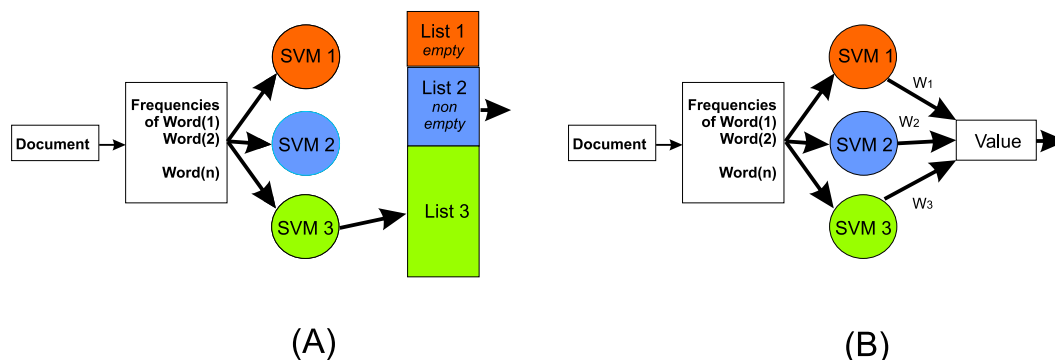 Document
Frequencies
of Word(1)
Word(2)
Word(n)
SVM 1
SVM 2
SVM 3
List 1
empty
List 2
non
empty
List 3
(A)
Document
Frequencies
of Word(1)
Word(2)
Word(n)
SVM 1
SVM 2
SVM 3
W1
W2
W3
Value
(B)